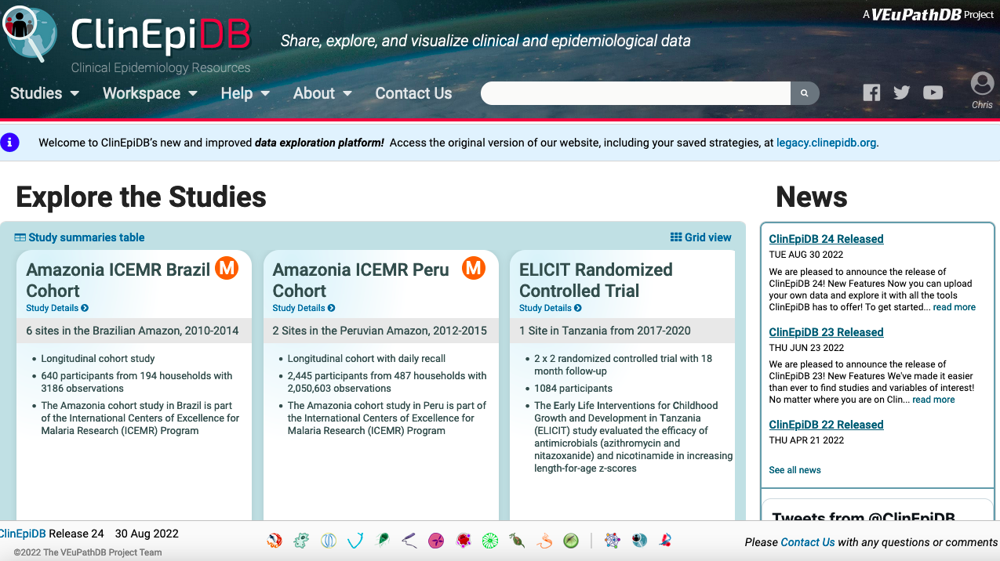 A VEuPathDB Project
ClinEpiDB
Share, explore, and visualize clinical and epidemiological data
Clinical Epidemiology Resources
Studies
Workspace
Help
About
Contact Us
Chris
Welcome to ClinEpiDB's new and improved data exploration platform! Access the original version of our website, including your saved strategies, at legacy.clinepidb.org.
Explore the Studies
Study summaries table
Grid view
Amazonia ICEMR Brazil
Cohort
M
Study Details
6 sites in the Brazilian Amazon, 2010-2014
• Longitudinal cohort study
• 640 participants from 194 households with
3186 observations
• The Amazonia cohort study in Brazil is part
of the International Centers of Excellence for
Malaria Research (ICEMR) Program
Amazonia ICEMR Peru
Cohort
M
Study Details
2 Sites in the Peruvian Amazon, 2012-2015
• Longitudinal cohort with daily recall
• 2,445 participants from 487 households with
2,050,603 observations
• The Amazonia cohort study in Peru is part of
the International Centers of Excellence for
Malaria Research (ICEMR) Program
ELICIT Randomized
Controlled Trial
Study Details
1 Site in Tanzania from 2017-2020
• 2 x 2 randomized controlled trial with 18
month follow-up
• 1084 participants
• The Early Life Interventions for Childhood
Growth and Development in Tanzania
(ELICIT) study evaluated the efficacy of
antimicrobials (azithromycin and
nitazoxanide) and nicotinamide in increasing
length-for-age z-scores
News
ClinEpiDB 24 Released
TUE AUG 30 2022
We are pleased to announce the release of
ClinEpiDB 24! New Features Now you can upload
your own data and explore it with all the tools
ClinEpiDB has to offer! To get started... read more
ClinEpiDB 23 Released
THU JUN 23 2022
We are pleased to announce the release of
ClinEpiDB 23! New Features We've made it easier
than ever to find studies and variables of interest!
No matter where you are on Clin... read more
ClinEpiDB 22 Released
THU APR 21 2022
See all news
Tweets from @ClinEpiDB
ClinEpiDB Release 24 30 Aug 2022
©2022 The VEuPathDB Project Team
Please Contact Us with any questions or comments